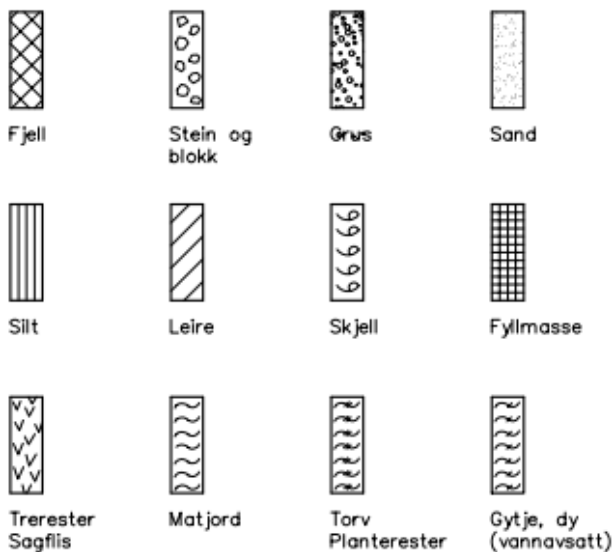 Fjell
Stein og
blokk
Grus
Sand
Silt
Leire
Skjell
Fyllmasse
Trerester
Sagflis
Matjord
Torv
Planterester
Gytje, dy
(vannavsatt)